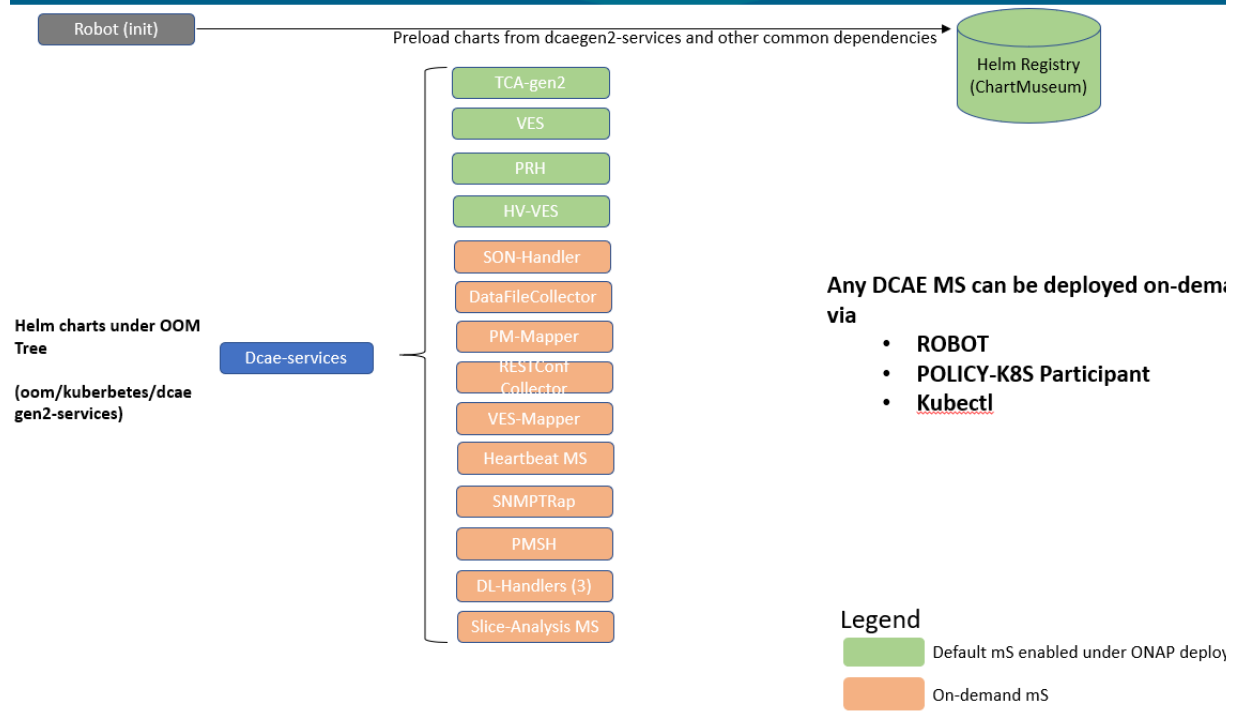 Robot (init)
Preload charts from dcaegen2-services and other common dependencies
Helm Registry
(ChartMuseum)
TCA-gen2
VES
PRH
HV-VES
SON-Handler
DataFileCollector
PM-Mapper
RESTConf
Collector
VES-Mapper
Heartbeat MS
SNMPTRap
PMSH
DL-Handlers (3)
Slice-Analysis MS
Helm charts under OOM
Tree
(oom/kuberbetes/dcae
gen2-services)
Dcae-services
Any DCAE MS can be deployed on-dema
via
• ROBOT
• POLICY-K8S Participant
• Kubectl
Legend
Default mS enabled under ONAP deploy
On-demand mS